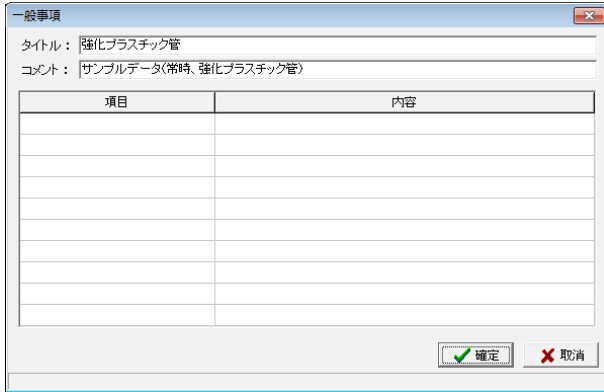 一般事項
タイトル： 強化プラスチック管
コメント： サンプルデータ(常時、強化プラスチック管)
項目 内容
確定 取消